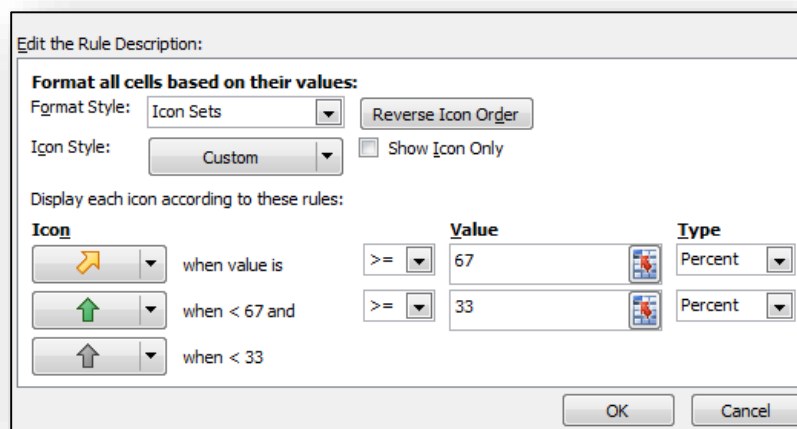 Edit the Rule Description:
Format all cells based on their values:
Format Style: Icon Sets Reverse Icon Order
Icon Style: Custom Show Icon Only
Display each icon according to these rules:
Icon Value Type
when value is >= 67 Percent
when < 67 and >= 33 Percent
when < 33
OK Cancel